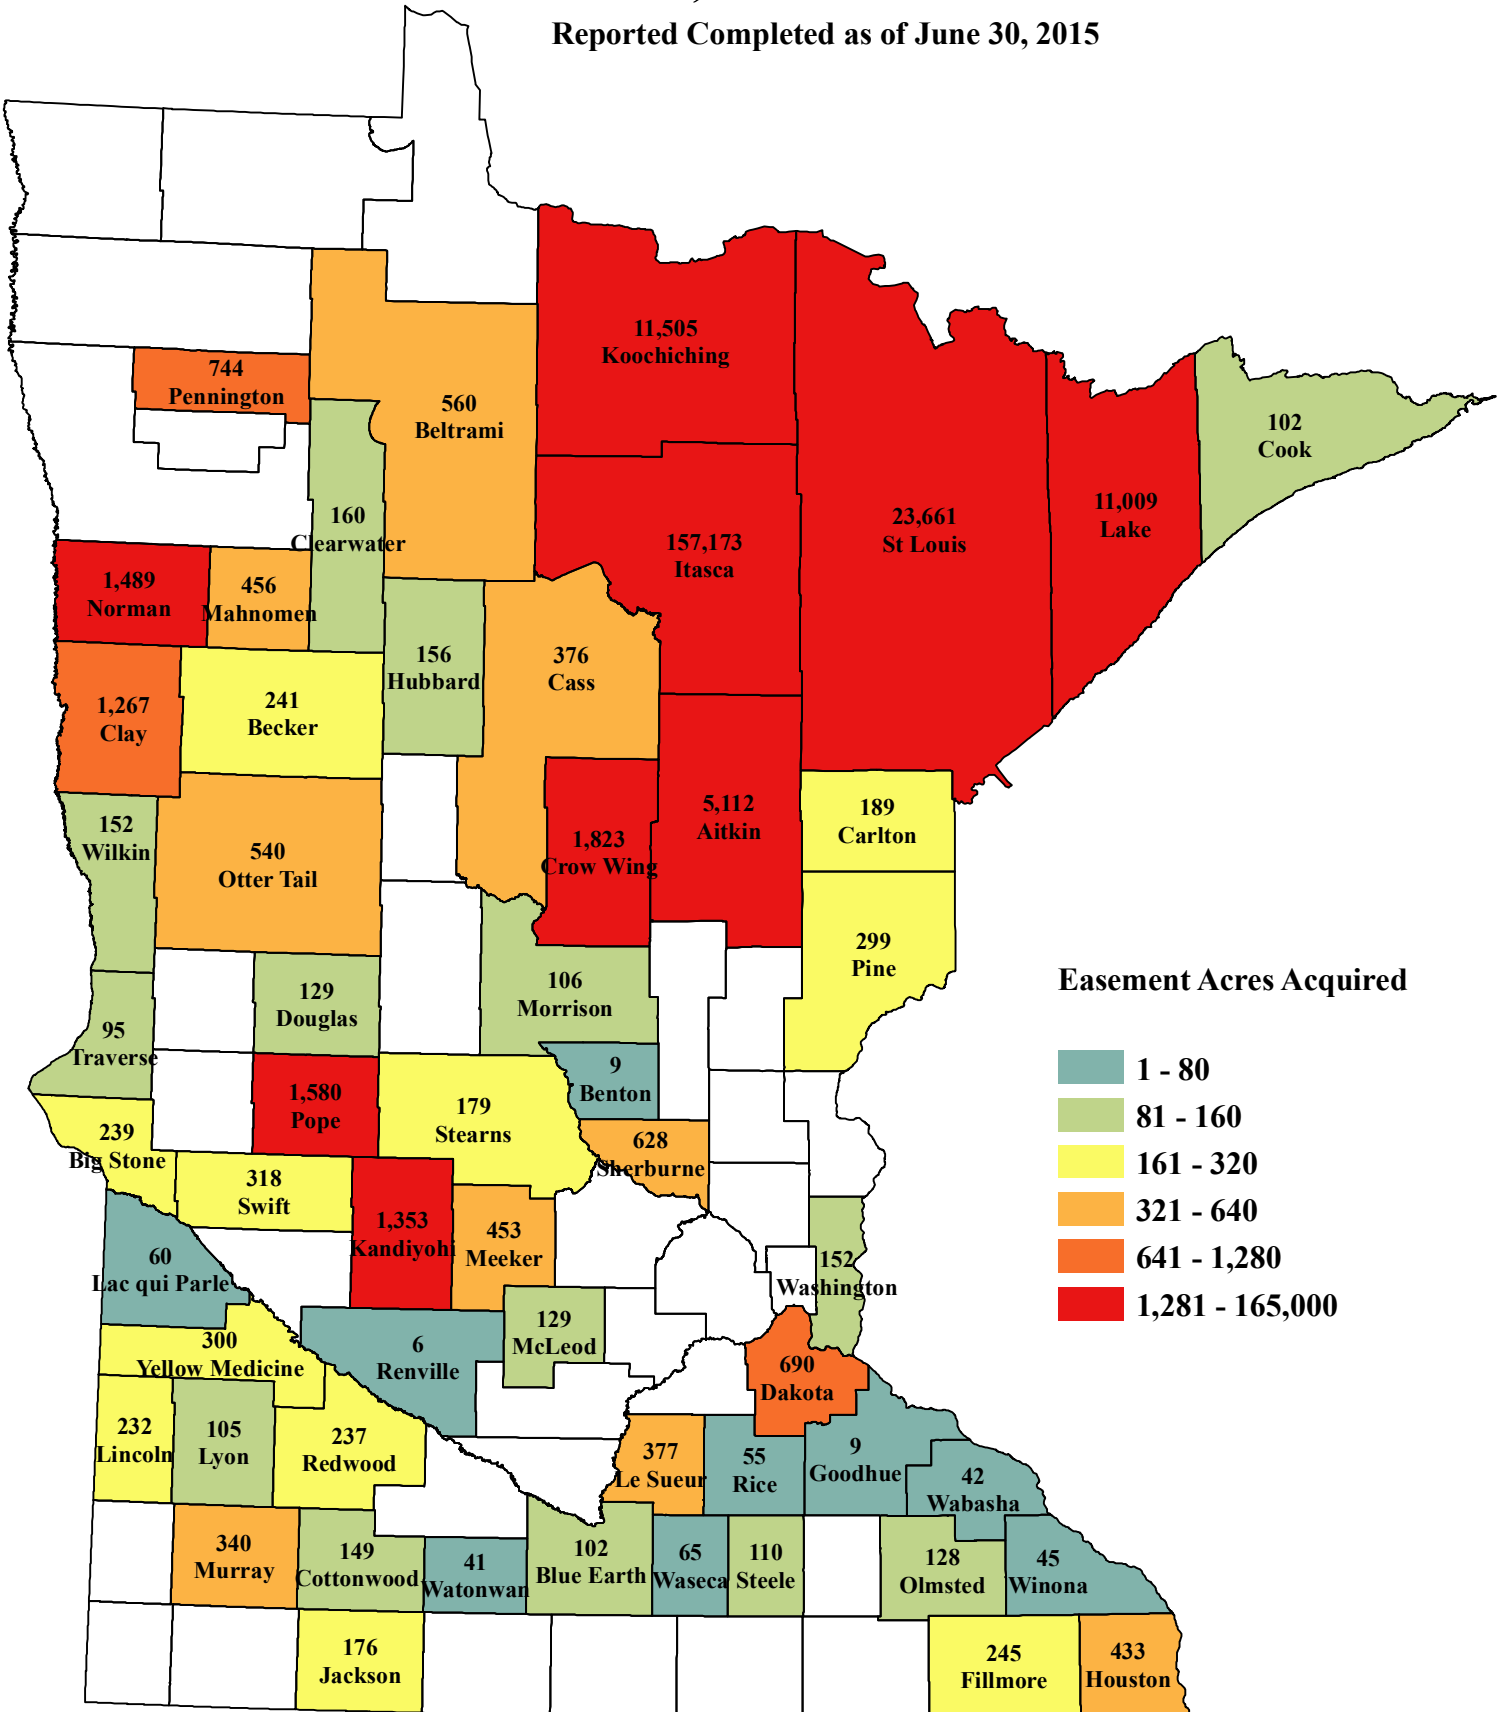 Reported Completed as of June 30, 2015
11,505
Koochiching
744
Pennington
560
Beltrami
102
Cook
160
Clearwater
157,173
Itasca
23,661
St Louis
11,009
Lake
1,489
Norman
456
Mahnomen
156
Hubbard
376
Cass
1,267
Clay
241
Becker
152
Wilkin
540
Otter Tail
1,823
Crow Wing
5,112
Aitkin
189
Carlton
299
Pine
129
Douglas
106
Morrison
95
Traverse
1,580
Pope
179
Stearns
9
Benton
239
Big Stone
318
Swift
628
Sherburne
1,353
Kandiyohi
453
Meeker
60
Lac qui Parle
152
Washington
300
Yellow Medicine
6
Renville
129
McLeod
690
Dakota
232
Lincoln
105
Lyon
237
Redwood
377
Le Sueur
55
Rice
9
Goodhue
42
Wabasha
340
Murray
149
Cottonwood
41
Watonwan
102
Blue Earth
65
Waseca
110
Steele
128
Olmsted
45
Winona
176
Jackson
245
Fillmore
433
Houston
Easement Acres Acquired
1 - 80
81 - 160
161 - 320
321 - 640
641 - 1,280
1,281 - 165,000